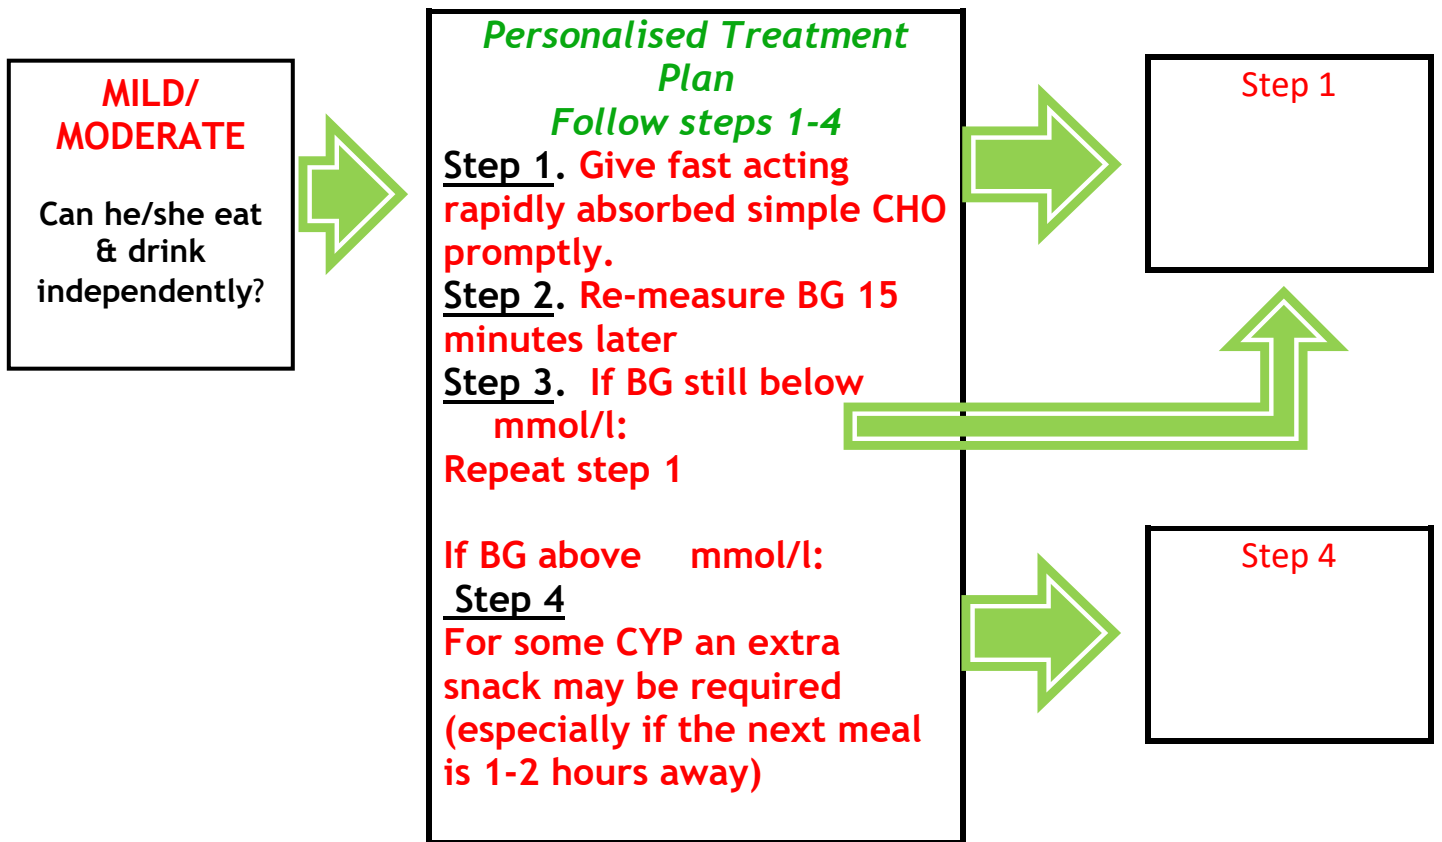 MILD/
MODERATE
Can he/she eat
& drink
independently?
Personalised Treatment
Plan
Follow steps 1-4
Step 1. Give fast acting
rapidly absorbed simple CHO
promptly.
Step 2. Re-measure BG 15
minutes later
Step 3. If BG still below
mmol/l:
Repeat step 1
If BG above mmol/l:
Step 4
For some CYP an extra
snack may be required
(especially if the next meal
is 1-2 hours away)
Step 1
Step 4